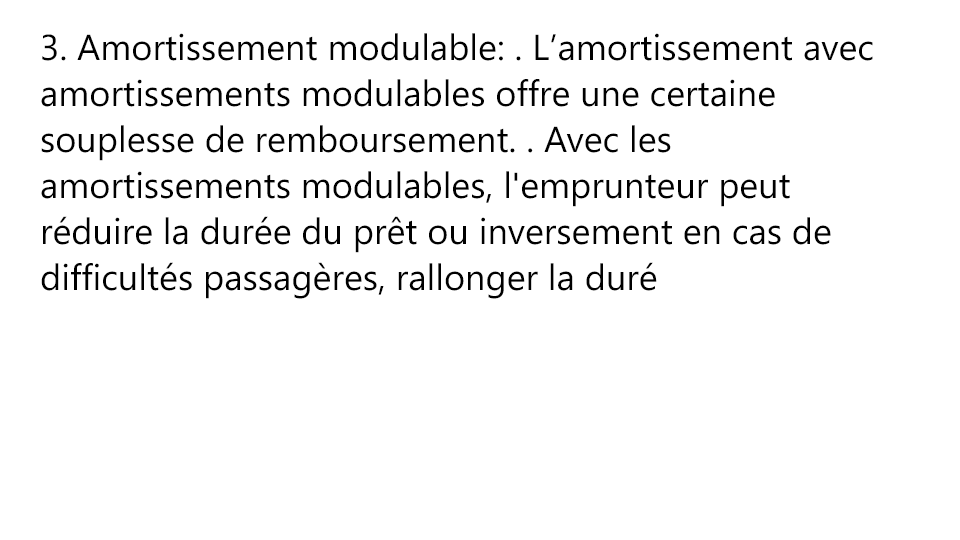 3. Amortissement modulable: . L’amortissement avec
amortissements modulables offre une certaine
souplesse de remboursement. . Avec les
amortissements modulables, l'emprunteur peut
réduire la durée du prêt ou inversement en cas de
difficultés passagères, rallonger la duré